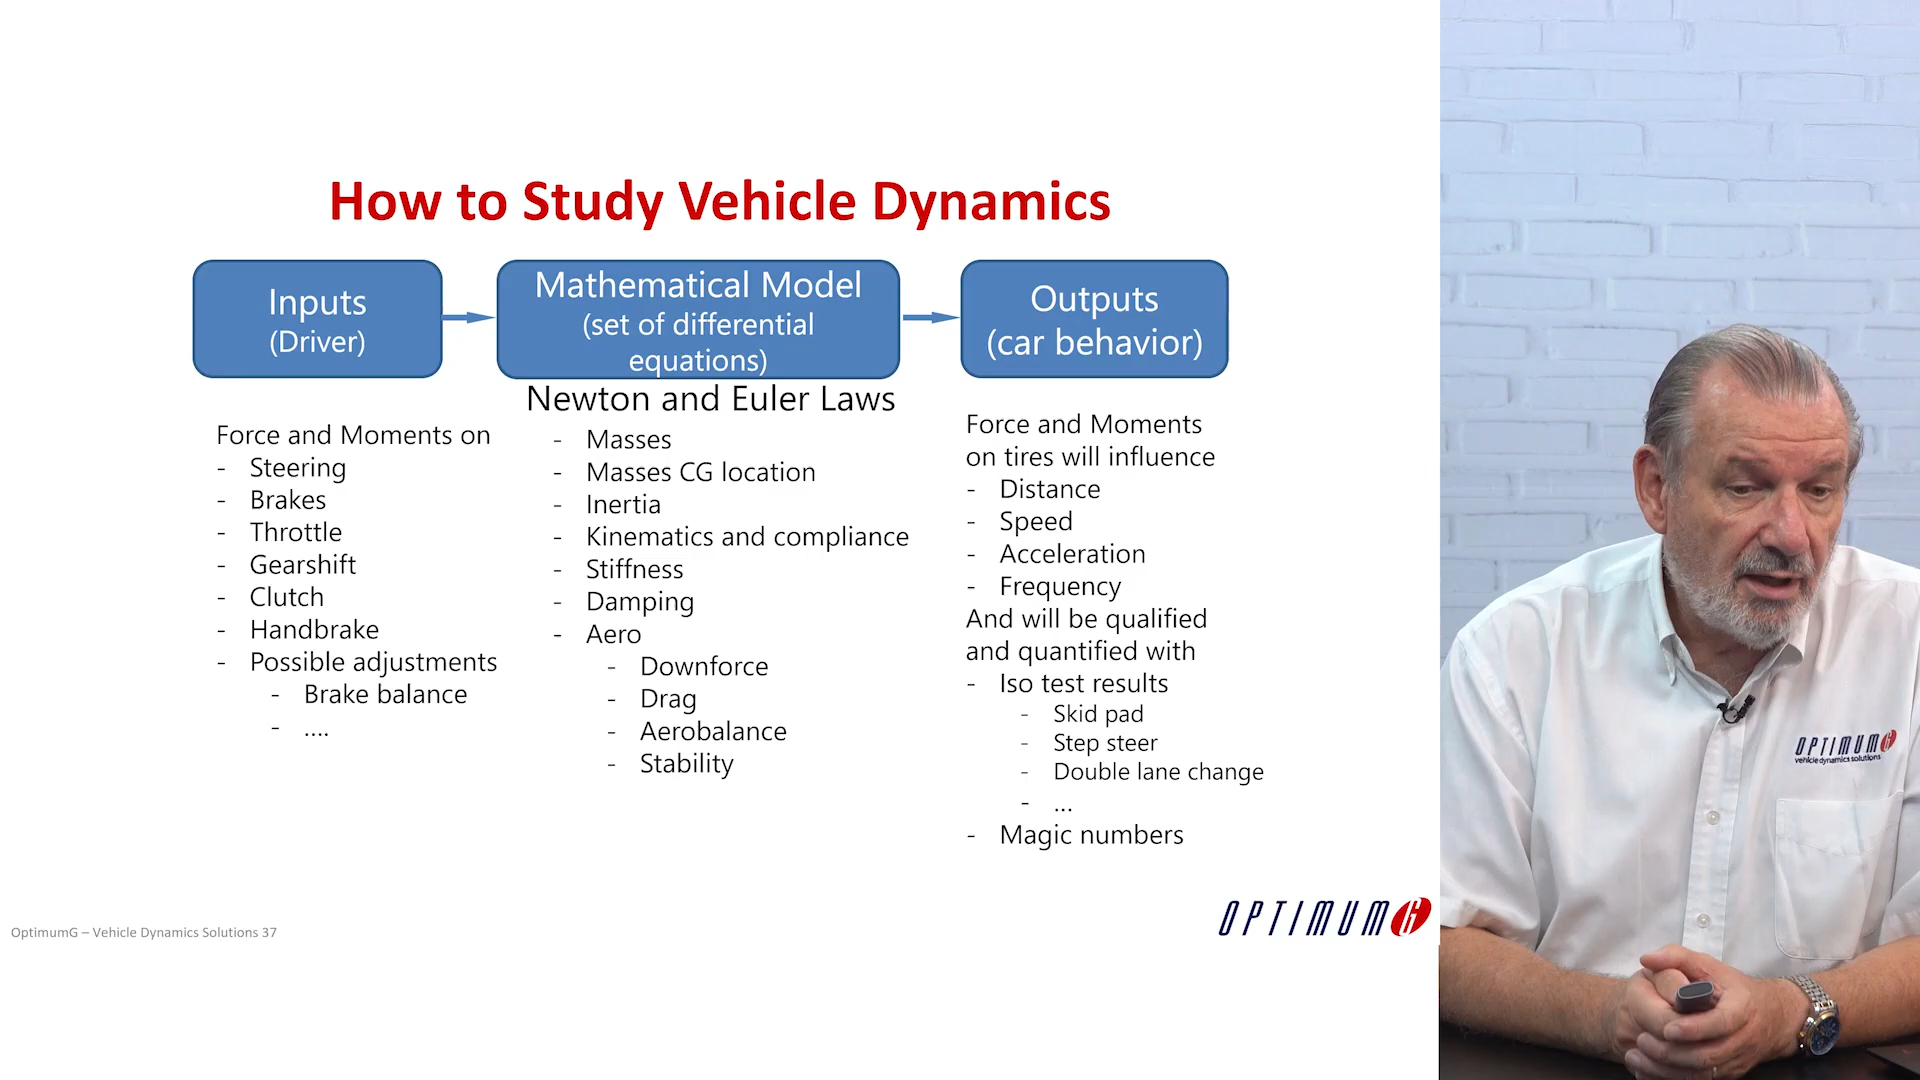 How to Study Vehicle Dynamics
Inputs
(Driver)
Mathematical Model
(set of differential
equations)
Outputs
(car behavior)
Newton and Euler Laws
Force and Moments on
- Steering
- Brakes
- Throttle
- Gearshift
- Clutch
- Handbrake
- Possible adjustments
- Brake balance
- ....
- Masses
- Masses CG location
- Inertia
- Kinematics and compliance
- Stiffness
- Damping
- Aero
- Downforce
- Drag
- Aerobalance
- Stability
Force and Moments
on tires will influence
- Distance
- Speed
- Acceleration
- Frequency
And will be qualified
and quantified with
- Iso test results
- Skid pad
- Step steer
- Double lane change
- ...
- Magic numbers
OPTIMUMG
vehicle dynamics solutions
OPTIMUMG
OptimumG – Vehicle Dynamics Solutions 37